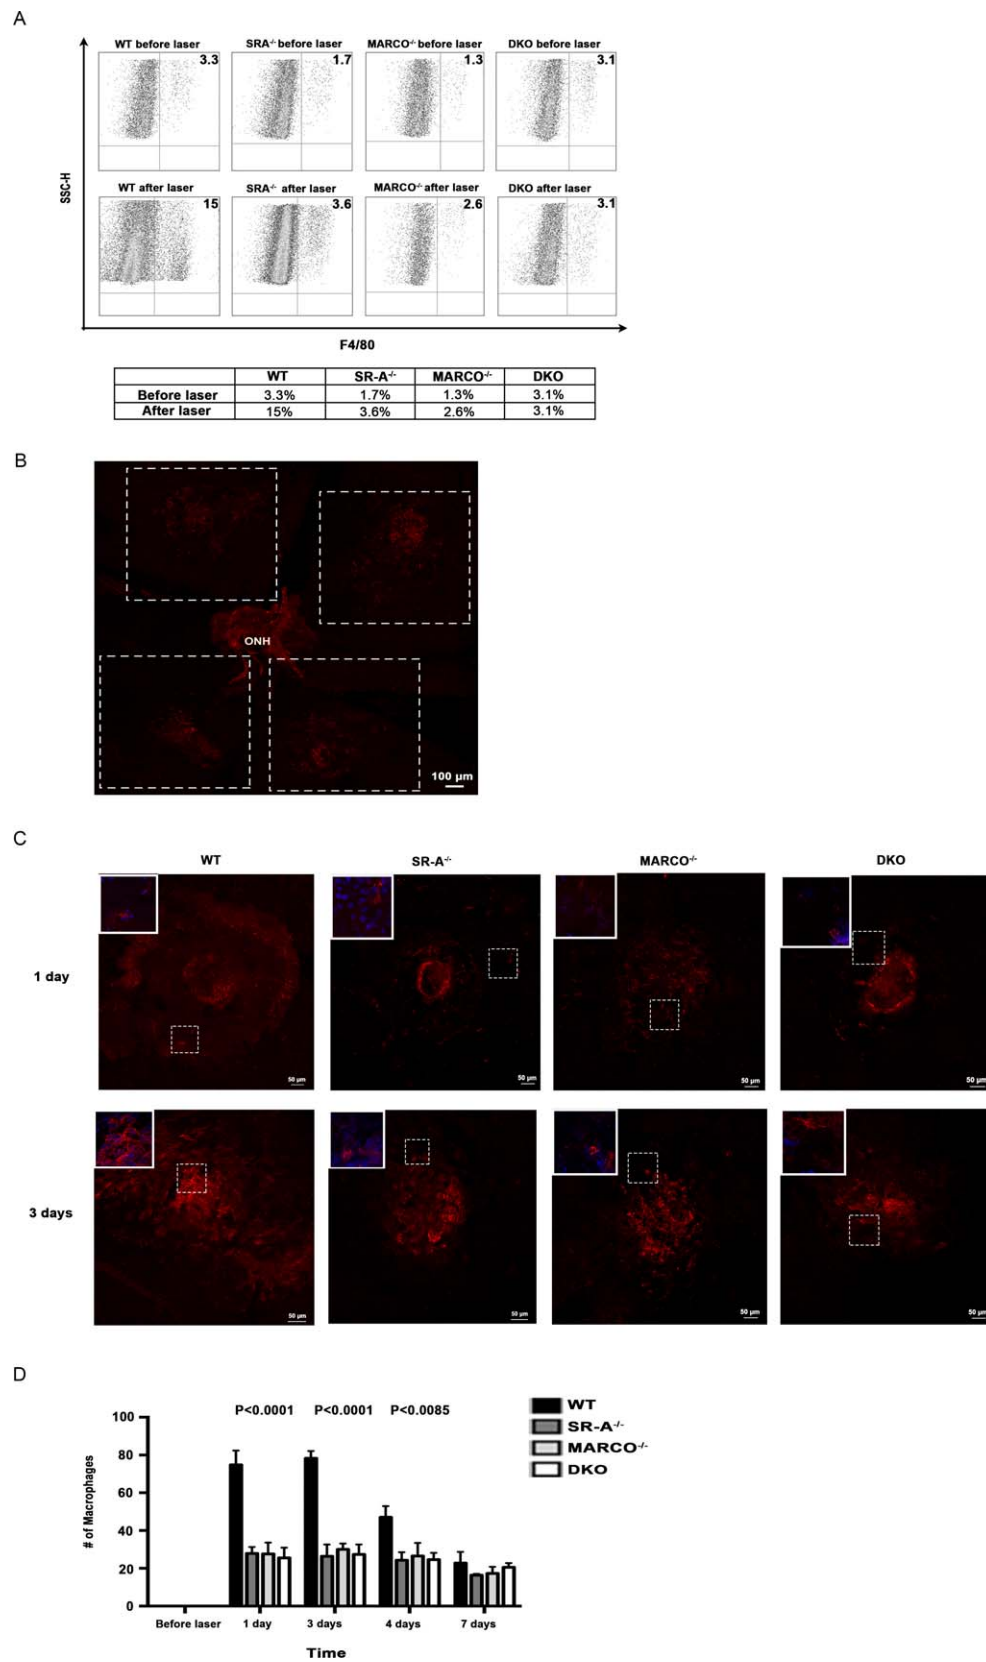 A
WT before laser SRA-/- before laser MARCO-/- before laser DKO before laser
3.3 1.7 1.3 3.1
WT after laser SRA-/- after laser MARCO-/- after laser DKO after laser
15 3.6 2.6 3.1
SSC-H
F4/80
WT SR-A-/- MARCO-/- DKO
Before laser 3.3% 1.7% 1.3% 3.1%
After laser 15% 3.6% 2.6% 3.1%
B
ONH
100 µm
C
WT SR-A-/- MARCO-/- DKO
1 day
50 µm 50 µm 50 µm 50 µm
3 days
50 µm 50 µm 50 µm 50 µm
D
P<0.0001 P<0.0001 P<0.0085
WT
SR-A-/-
MARCO-/-
DKO
# of Macrophages
100
80
60
40
20
0
Before laser 1 day 3 days 4 days 7 days
Time